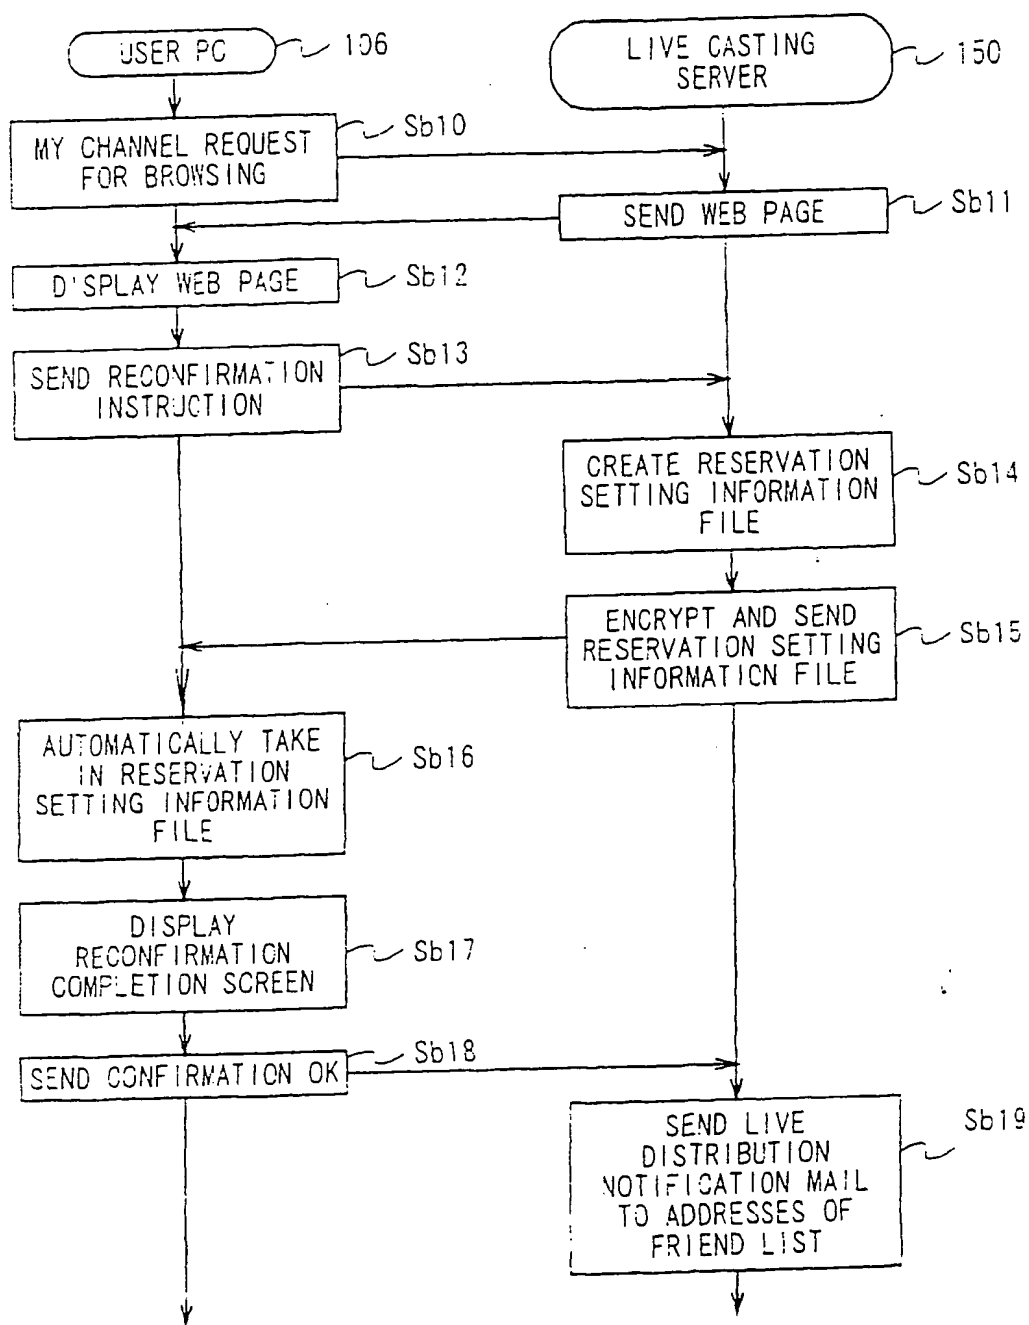 USER PC
106
LIVE CASTING
SERVER
150
MY CHANNEL REQUEST
FOR BROWSING
Sb10
SEND WEB PAGE
Sb11
D'SPLAY WEB PAGE
Sb12
SEND RECONFIRMATION
INSTRUCTION
Sb13
CREATE RESERVATION
SETTING INFORMATION
FILE
Sb14
ENCRYPT AND SEND
RESERVATION SETTING
INFORMATION FILE
Sb15
AUTOMATICALLY TAKE
IN RESERVATION
SETTING INFORMATION
FILE
Sb16
DISPLAY
RECONFIRMATION
COMPLETION SCREEN
Sb17
SEND CONFIRMATION OK
Sb18
SEND LIVE
DISTRIBUTION
NOTIFICATION MAIL
TO ADDRESSES OF
FRIEND LIST
Sb19